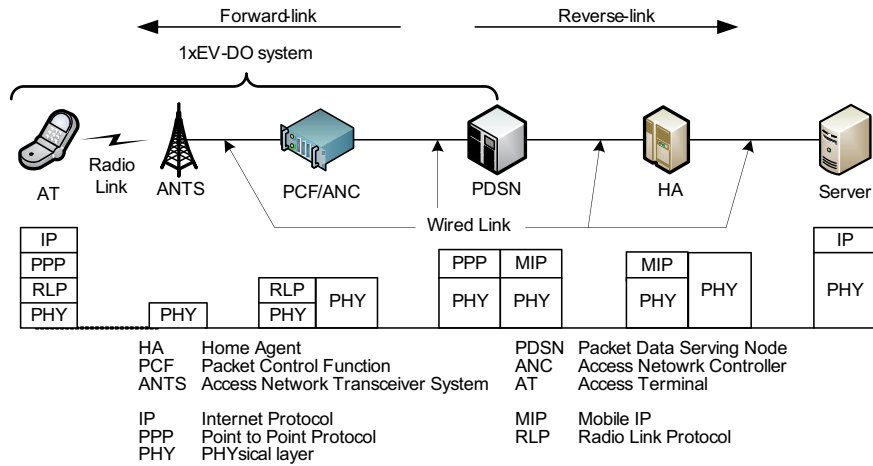 Forward-link Reverse-link
1xEV-DO system
Radio
Link
AT ANTS PCF/ANC PDSN HA Server
Wired Link
IP IP
PPP PPP MIP MIP
RLP RLP PHY PHY PHY PHY PHY PHY
PHY PHY PHY
HA Home Agent PDSN Packet Data Serving Node
PCF Packet Control Function ANC Access Netowrk Controller
ANTS Access Network Transceiver System AT Access Terminal
IP Internet Protocol MIP Mobile IP
PPP Point to Point Protocol RLP Radio Link Protocol
PHY PHYsical layer